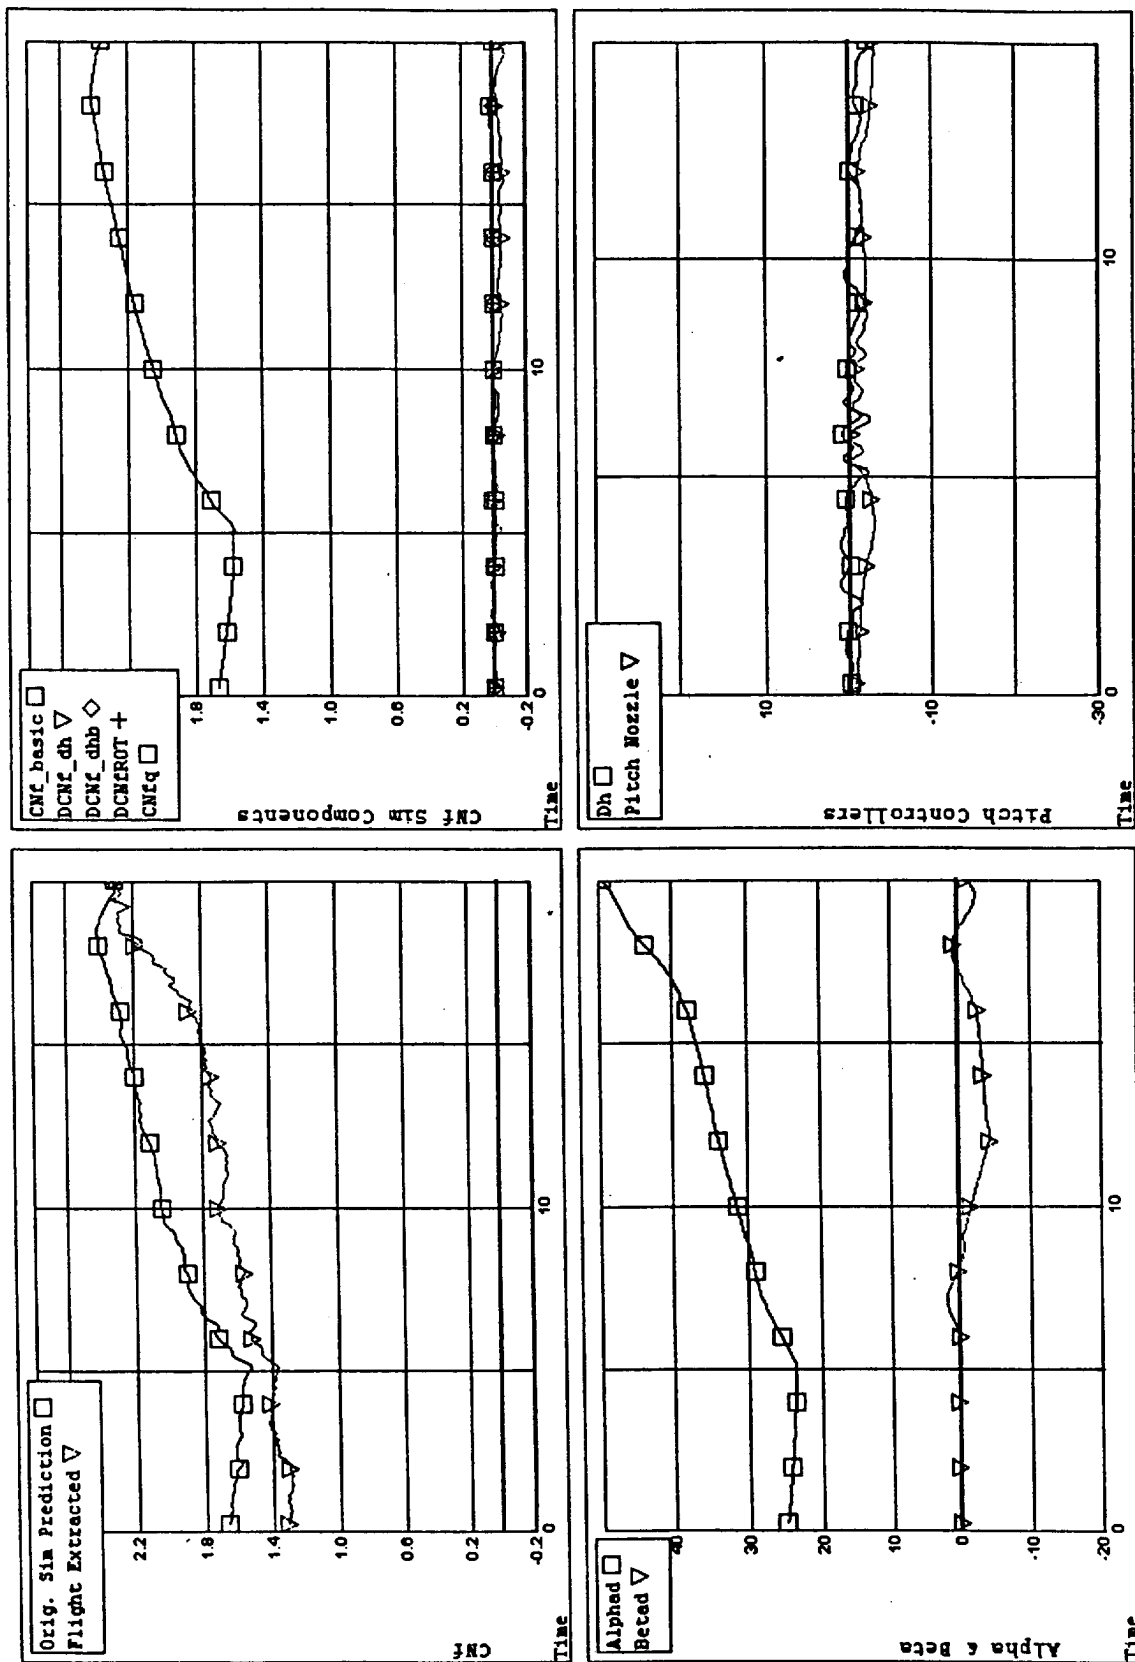 Orig. Sim Prediction
Flight Extracted
2.2
1.8
1.4
1.0
0.6
0.2
-0.2
0
10
CNf
Time
CNf_basic
DCNf_dh
DCNf_dhb
DCNfROT
CNfq
1.8
1.4
1.0
0.6
0.2
-0.2
0
10
CNf Sim Components
Time
Alphad
Betad
40
30
20
10
0
-10
-20
0
10
Alpha & Beta
Time
Dh
Pitch Nozzle
10
-10
-30
0
10
Pitch Controllers
Time